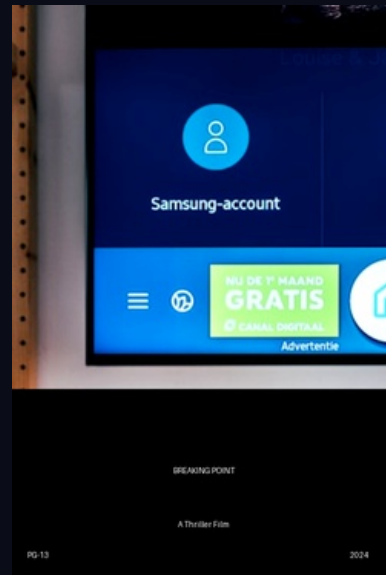 Samsung-account
NU DE 1e MAAND
GRATIS
CANAL DIGITAAL
Advertentie
BREAKING POINT
A Thriller Film
PG-13
2024